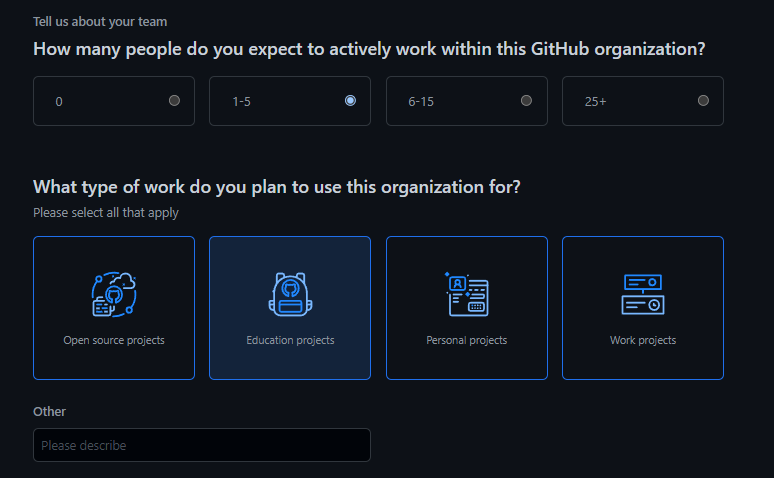 Tell us about your team
How many people do you expect to actively work within this GitHub organization?
0
1-5
6-15
25+
What type of work do you plan to use this organization for?
Please select all that apply
Open source projects
Education projects
Personal projects
Work projects
Other
Please describe